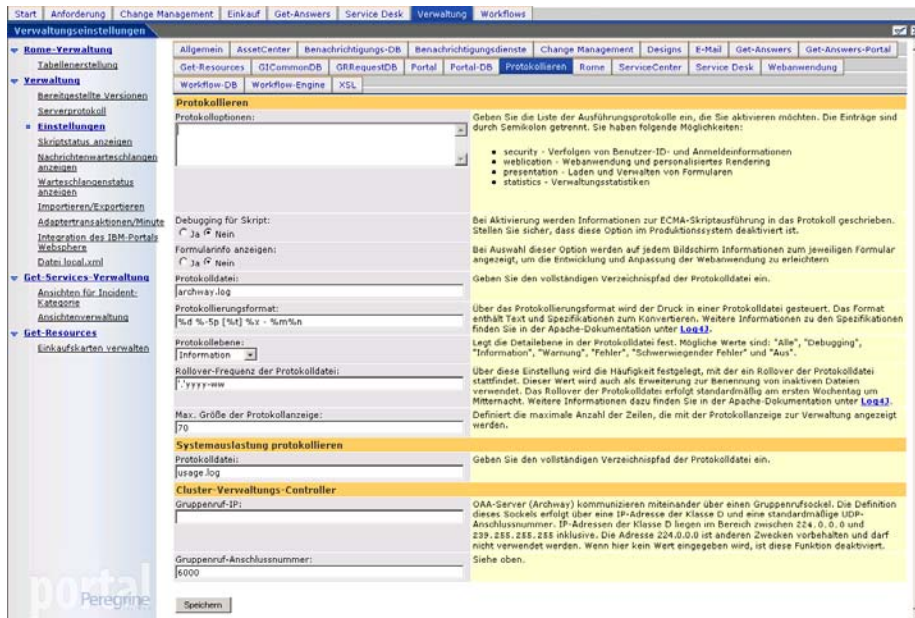 Start Anforderung Change Management Einkauf Get-Answers Service Desk Verwaltung Workflows
Verwaltungseinstellungen
Rome-Verwaltung
Tabellenerstellung
Verwaltung
Bereitgestellte Versionen
Serverprotokoll
Einstellungen
Skriptstatus anzeigen
Nachrichtenwarteschlangen
anzeigen
Warteschlangenstatus
anzeigen
Importieren/Exportieren
Adaptertransaktionen/Minute
Integration des IBM-Portals
Websphere
Datei local.xml
Get-Services-Verwaltung
Ansichten für Incident-
Kategorie
Ansichtenverwaltung
Get-Resources
Einkaufskarten verwalten
portal
Peregrine
Allgemein AssetCenter Benachrichtigungs-DB Benachrichtigungsdienste Change Management Designs E-Mail Get-Answers Get-Answers-Portal
Get-Resources GICommonDB GRRequestDB Portal Portal-DB Protokollieren Rome ServiceCenter Service Desk Webanwendung
Workflow-DB Workflow-Engine XSL
Protokollieren
Protokolloptionen:
Geben Sie die Liste der Ausführungsprotokolle ein, die Sie aktivieren möchten. Die Einträge sind
durch Semikolon getrennt. Sie haben folgende Möglichkeiten:
• security - Verfolgen von Benutzer-ID- und Anmeldeinformationen
• weblication - Webanwendung und personalisiertes Rendering
• presentation - Laden und Verwalten von Formularen
• statistics - Verwaltungsstatistiken
Debugging für Skript:
Ja Nein
Bei Aktivierung werden Informationen zur ECMA-Skriptausführung in das Protokoll geschrieben.
Stellen Sie sicher, dass diese Option im Produktionssystem deaktiviert ist.
Formularinfo anzeigen:
Ja Nein
Bei Auswahl dieser Option werden auf jedem Bildschirm Informationen zum jeweiligen Formular
angezeigt, um die Entwicklung und Anpassung der Webanwendung zu erleichtern
Protokolldatei:
archway.log
Geben Sie den vollständigen Verzeichnispfad der Protokolldatei ein.
Protokollierungsformat:
%d %-5p [%t] %x - %m%n
Über das Protokollierungsformat wird der Druck in einer Protokolldatei gesteuert. Das Format
enthält Text und Spezifikationen zum Konvertieren. Weitere Informationen zu den Spezifikationen
finden Sie in der Apache-Dokumentation unter Log4J.
Protokollebene:
Information
Legt die Detailebene in der Protokolldatei fest. Mögliche Werte sind: "Alle", "Debugging",
"Information", "Warnung", "Fehler", "Schwerwiegender Fehler" und "Aus".
Rollover-Frequenz der Protokolldatei:
'.'yyyy-ww
Über diese Einstellung wird die Häufigkeit festgelegt, mit der ein Rollover der Protokolldatei
stattfindet. Dieser Wert wird auch als Erweiterung zur Benennung von inaktiven Dateien
verwendet. Das Rollover der Protokolldatei erfolgt standardmäßig am ersten Wochentag um
Mitternacht. Weitere Informationen dazu finden Sie in der Apache-Dokumentation unter Log4J.
Max. Größe der Protokollanzeige:
70
Definiert die maximale Anzahl der Zeilen, die mit der Protokollanzeige zur Verwaltung angezeigt
werden.
Systemauslastung protokollieren
Protokolldatei:
usage.log
Geben Sie den vollständigen Verzeichnispfad der Protokolldatei ein.
Cluster-Verwaltungs-Controller
Gruppenruf-IP:
OAA-Server (Archway) kommunizieren miteinander über einen Gruppenrufsockel. Die Definition
dieses Sockels erfolgt über eine IP-Adresse der Klasse D und eine standardmäßige UDP-
Anschlussnummer. IP-Adressen der Klasse D liegen im Bereich zwischen 224.0.0.0 und
239.255.255.255 inklusive. Die Adresse 224.0.0.0 ist anderen Zwecken vorbehalten und darf
nicht verwendet werden. Wenn hier kein Wert eingegeben wird, ist diese Funktion deaktiviert.
Gruppenruf-Anschlussnummer:
6000
Siehe oben.
Speichern